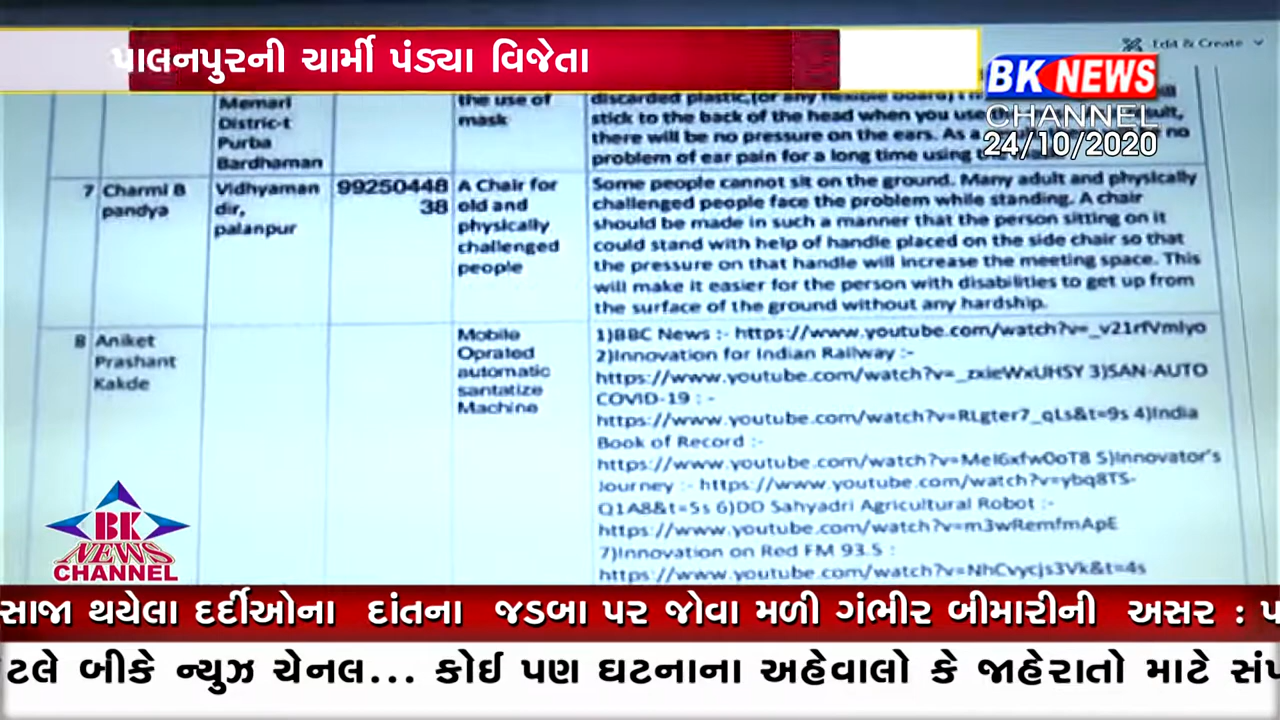 પાલનપુરની ચાર્મી પંડ્યા વિજેતા
Edit & Create
BK NEWS
CHANNEL
24/10/2020
Memari
Distric-t
Purba
Bardhaman
the use of
mask
discarded plastic,(or any flexible board)
stick to the back of the head when you use
there will be no pressure on the ears. As a no
problem of ear pain for a long time using
7 Charmi B
pandya
Vidhyaman
dir,
palanpur
99250448
38
A Chair for
old and
physically
challenged
people
Some people cannot sit on the ground. Many adult and physically
challenged people face the problem while standing. A chair
should be made in such a manner that the person sitting on it
could stand with help of handle placed on the side chair so that
the pressure on that handle will increase the meeting space. This
will make it easier for the person with disabilities to get up from
the surface of the ground without any hardship.
8 Aniket
Prashant
Kakde
Mobile
Oprated
automatic
santatize
Machine
1)BBC News :- https://www.youtube.com/watch?v=_v21rfVmlyo
2)Innovation for Indian Railway :-
https://www.youtube.com/watch?v=_zxieWxUHSY 3)SAN-AUTO
COVID-19 : -
https://www.youtube.com/watch?v=RLgter7_qLs&t=9s 4)India
Book of Record :-
https://www.youtube.com/watch?v=MeI6xfw0oT8 5)Innovator's
Journey :- https://www.youtube.com/watch?v=ybq8TS-
Q1A8&t=5s 6)DD Sahyadri Agricultural Robot :-
https://www.youtube.com/watch?v=m3wRemfmApE
7)Innovation on Red FM 93.5 :
https://www.youtube.com/watch?v=NhCvycjs3Vk&t=4s
BK
NEWS
CHANNEL
સાજા થયેલા દર્દીઓના દાંતના જડબા પર જોવા મળી ગંભીર બીમારીની અસર :
ટલે બીકે ન્યુઝ ચેનલ... કોઈ પણ ઘટનાના અહેવાલો કે જાહેરાતો માટે સંપ